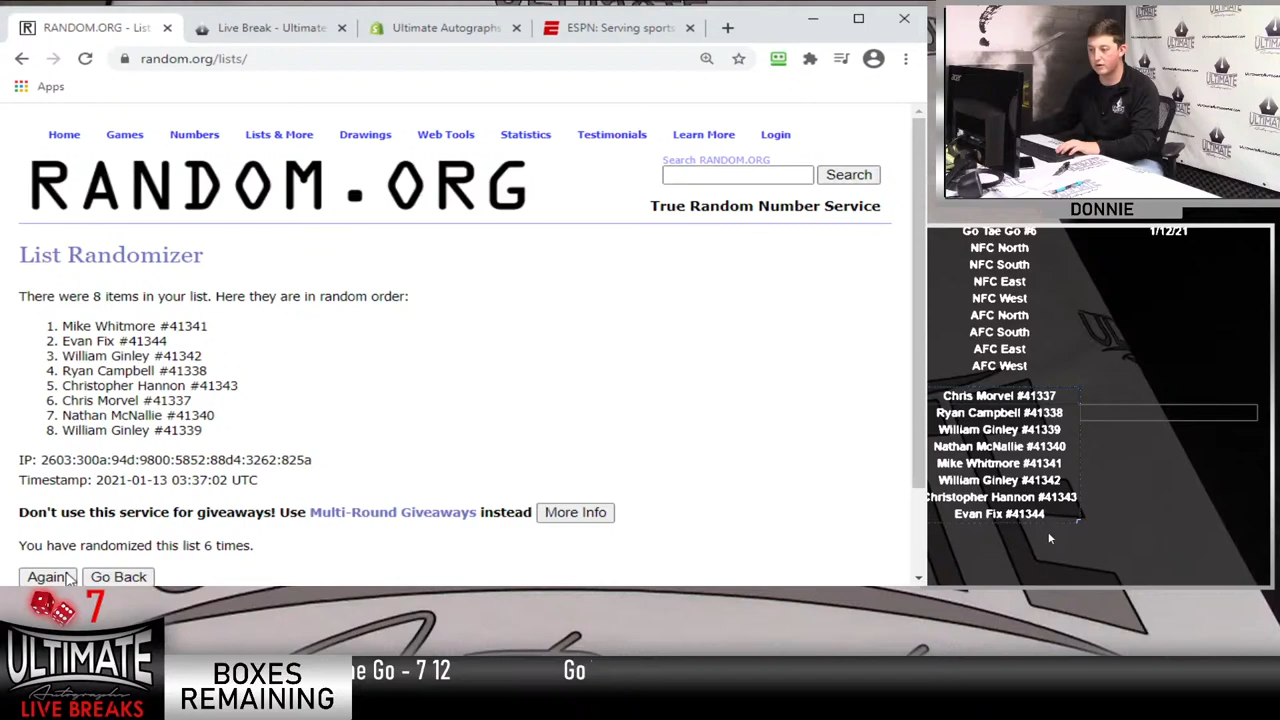 RANDOM.ORG - List
Live Break - Ultimate
Ultimate Autographs
ESPN: Serving sports
random.org/lists/
Apps
Home Games Numbers Lists & More Drawings Web Tools Statistics Testimonials Learn More Login
RANDOM.ORG
Search RANDOM.ORG
Search
True Random Number Service
List Randomizer
There were 8 items in your list. Here they are in random order:
1. Mike Whitmore #41341
2. Evan Fix #41344
3. William Ginley #41342
4. Ryan Campbell #41338
5. Christopher Hannon #41343
6. Chris Morvel #41337
7. Nathan McNallie #41340
8. William Ginley #41339
IP: 2603:300a:94d:9800:5852:88d4:3262:825a
Timestamp: 2021-01-13 03:37:02 UTC
Don't use this service for giveaways! Use Multi-Round Giveaways instead More Info
You have randomized this list 6 times.
Again! Go Back
ULTIMATE
ULTIMATE
DONNIE
Go Tae Go #6 1/12/21
NFC North
NFC South
NFC East
NFC West
AFC North
AFC South
AFC East
AFC West
Chris Morvel #41337
Ryan Campbell #41338
William Ginley #41339
Nathan McNallie #41340
Mike Whitmore #41341
William Ginley #41342
Christopher Hannon #41343
Evan Fix #41344
7
ULTIMATE
Autographs
LIVE BREAKS
BOXES
REMAINING
ne Go - 7 12 Go